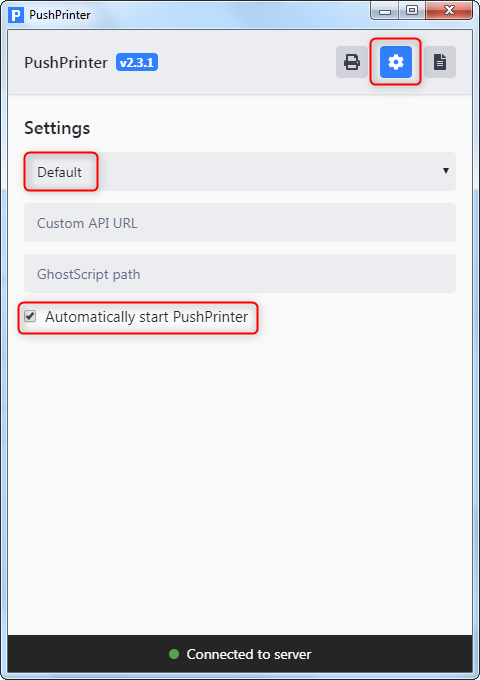 PushPrinter
PushPrinter v2.3.1
Settings
Default
Custom API URL
GhostScript path
Automatically start PushPrinter
Connected to server